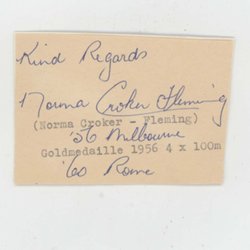 Kind Regards
Norma Croker Fleming
(Norma Croker - Fleming)
'56 Melbourne
Goldmedaille 1956 4 x 100m
'60 Rome